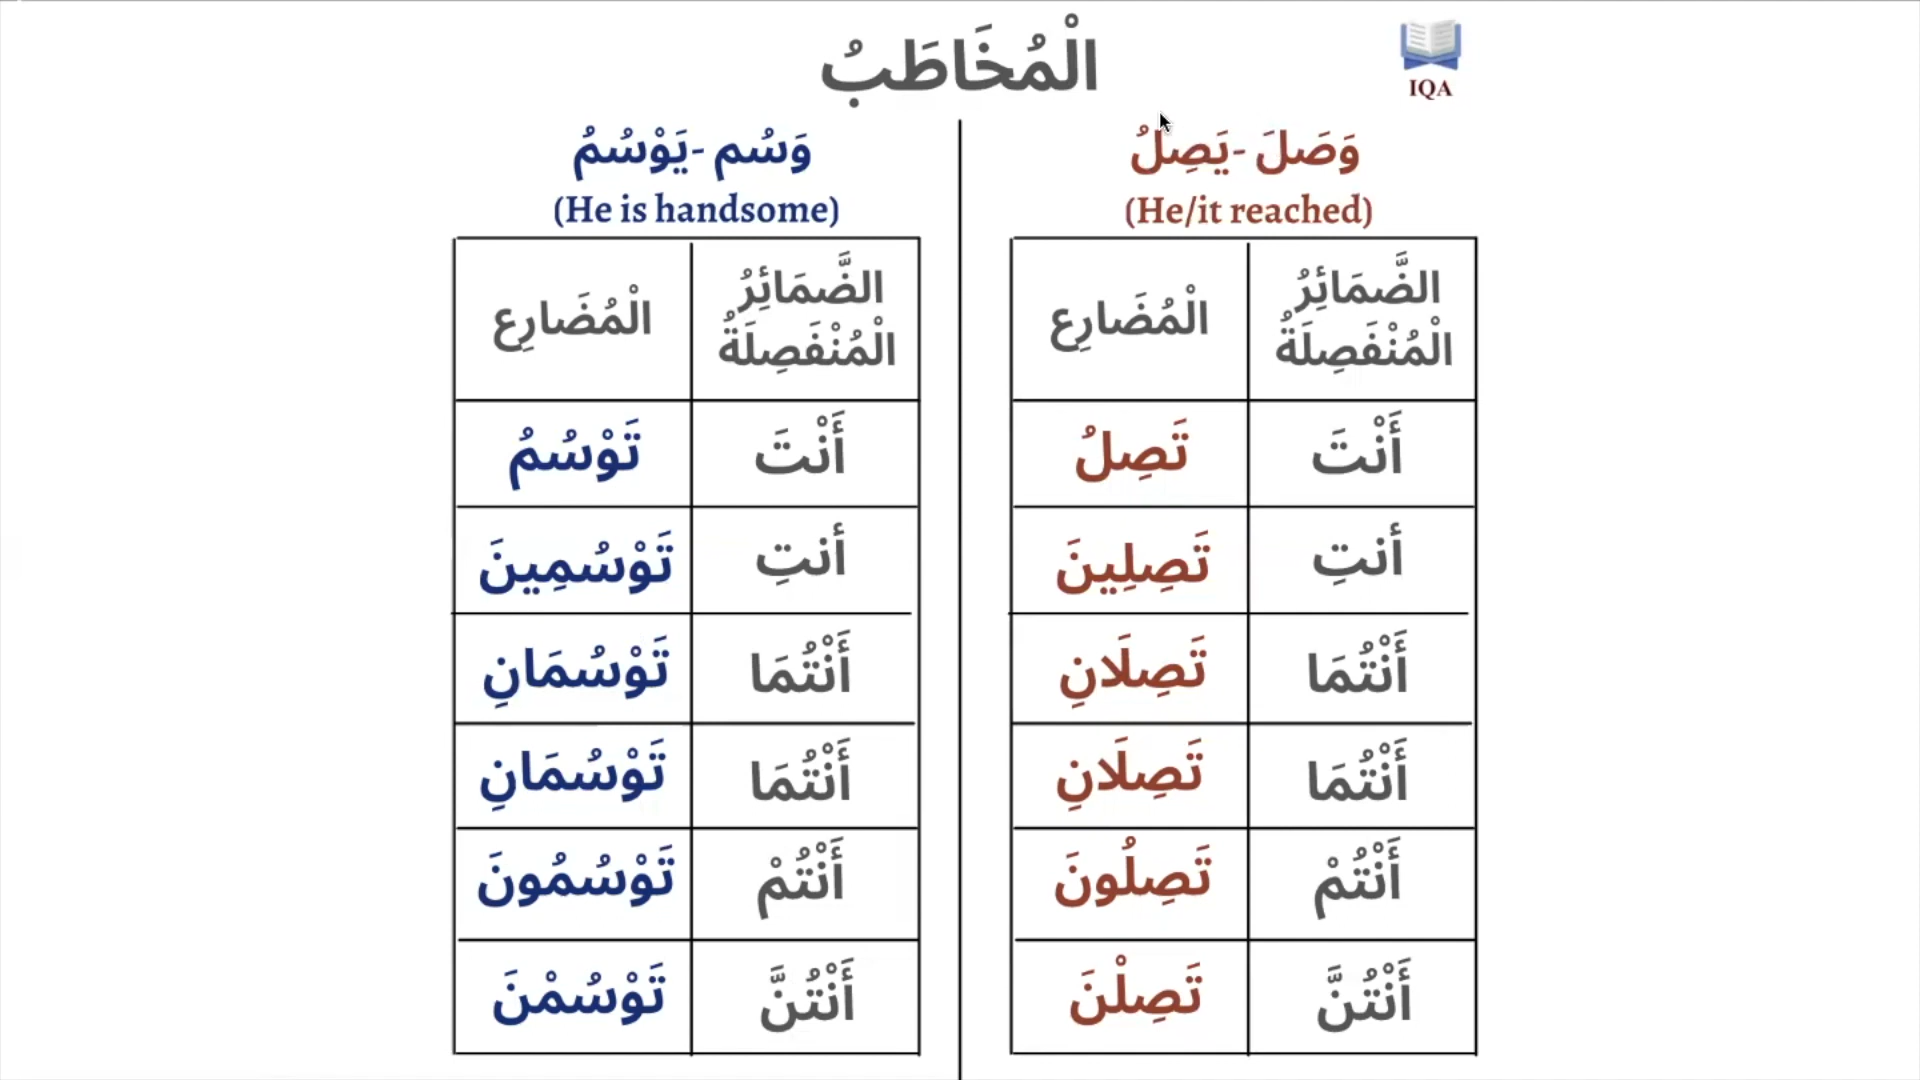 الْمُخَاطَبُ
IQA
وَصَلَ -يَصِلُ
(He/it reached)
الضَّمَائِرُ الْمُنْفَصِلَةُ	الْمُضَارِع
أَنْتَ	تَصِلُ
أنتِ	تَصِلِينَ
أَنْتُمَا	تَصِلَانِ
أَنْتُمَا	تَصِلَانِ
أَنْتُمْ	تَصِلُونَ
أَنْتُنَّ	تَصِلْنَ
وَسُم -يَوْسُمُ
(He is handsome)
الضَّمَائِرُ الْمُنْفَصِلَةُ	الْمُضَارِع
أَنْتَ	تَوْسُمُ
أنتِ	تَوْسُمِينَ
أَنْتُمَا	تَوْسُمَانِ
أَنْتُمَا	تَوْسُمَانِ
أَنْتُمْ	تَوْسُمُونَ
أَنْتُنَّ	تَوْسُمْنَ